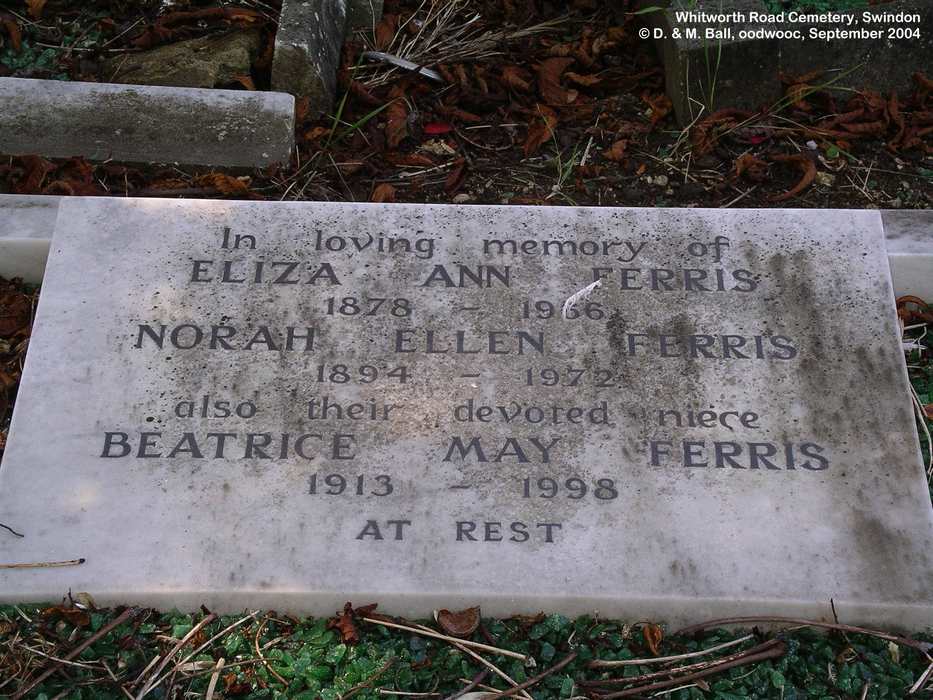 Whitworth Road Cemetery, Swindon
© D. & M. Ball, oodwooc, September 2004
In loving memory of
ELIZA ANN FERRIS
1878 – 1966
NORAH ELLEN FERRIS
1894 – 1972
also their devoted niece
BEATRICE MAY FERRIS
1913 – 1998
AT REST